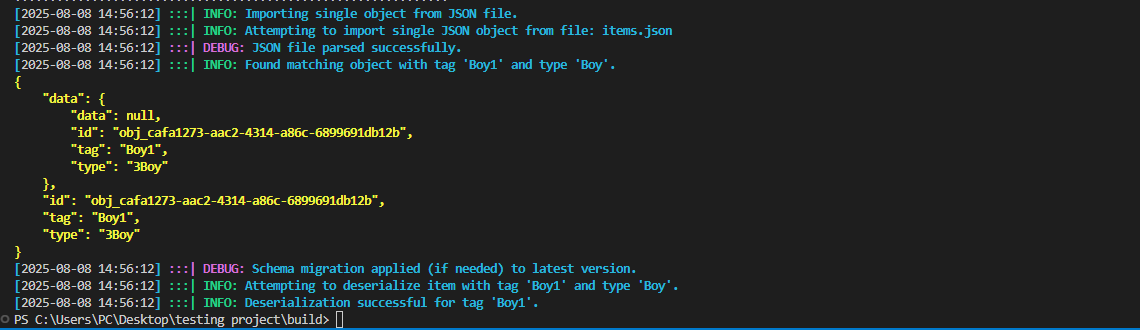 [2025-08-08 14:56:12] :::| INFO: Importing single object from JSON file.
[2025-08-08 14:56:12] :::| INFO: Attempting to import single JSON object from file: items.json
[2025-08-08 14:56:12] :::| DEBUG: JSON file parsed successfully.
[2025-08-08 14:56:12] :::| INFO: Found matching object with tag 'Boy1' and type 'Boy'.
{
    "data": {
        "data": null,
        "id": "obj_cafa1273-aac2-4314-a86c-6899691db12b",
        "tag": "Boy1",
        "type": "3Boy"
    },
    "id": "obj_cafa1273-aac2-4314-a86c-6899691db12b",
    "tag": "Boy1",
    "type": "3Boy"
}
[2025-08-08 14:56:12] :::| DEBUG: Schema migration applied (if needed) to latest version.
[2025-08-08 14:56:12] :::| INFO: Attempting to deserialize item with tag 'Boy1' and type 'Boy'.
[2025-08-08 14:56:12] :::| INFO: Deserialization successful for tag 'Boy1'.
PS C:\Users\PC\Desktop\testing project\build>